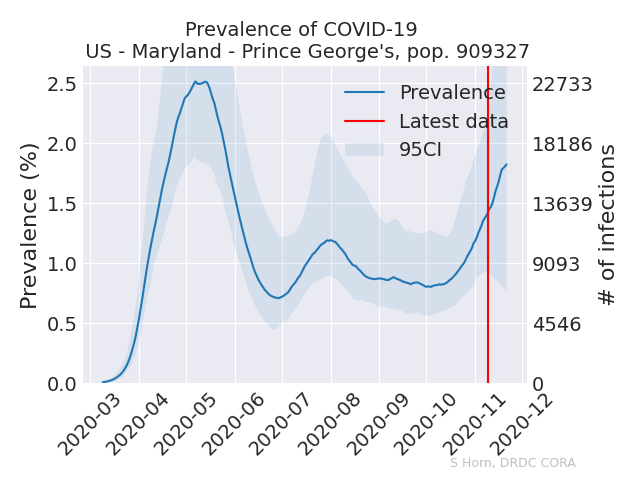 Prevalence of COVID-19
US - Maryland - Prince George's, pop. 909327
Prevalence
Latest data
95CI
Prevalence (%)
2.5
2.0
1.5
1.0
0.5
0.0
22733
18186
13639
9093
4546
0
# of infections
2020-03
2020-04
2020-05
2020-06
2020-07
2020-08
2020-09
2020-10
2020-11
2020-12
S Horn, DRDC CORA